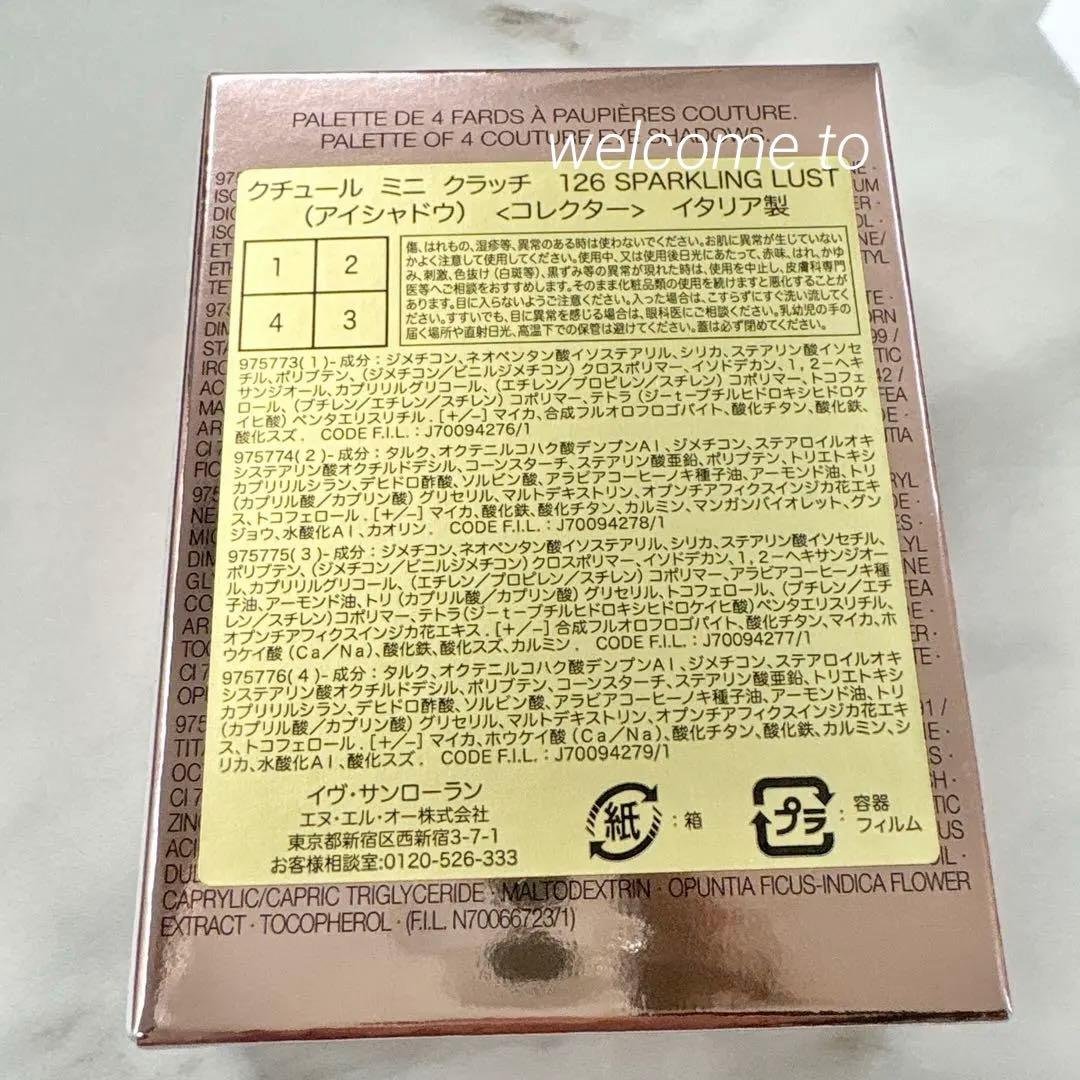 PALETTE DE 4 FARDS À PAUPIÈRES COUTURE.
PALETTE OF 4 COUTURE EYE SHADOWS.
welcome to
クチュール ミニ クラッチ 126 SPARKLING LUST
（アイシャドウ） <コレクター> イタリア製
1 2
4 3
傷、はれもの、湿疹等、異常のある時は使わないでください。お肌に異常が生じていない
かよく注意して使用してください。使用中、又は使用後日光にあたって、赤味、はれ、かゆ
み、刺激、色抜け（白斑等）、黒ずみ等の異常が現れた時は、使用を中止し、皮膚科専門
医等へご相談をおすすめします。そのまま化粧品類の使用を続けますと悪化することが
あります。目に入らないようご注意ください。入った場合は、こすらずにすぐ洗い流してく
ださい。すすいでも、目に異常を感じる場合は、眼科医にご相談ください。乳幼児の手の
届く場所や直射日光、高温下での保管は避けてください。蓋は必ず閉めてください。
975773(1)-成分：ジメチコン、ネオペンタン酸イソステアリル、シリカ、ステアリン酸イソセ
チル、ポリブテン、（ジメチコン／ビニルジメチコン）クロスポリマー、イソドデカン、1，2－ヘキ
サンジオール、カプリリルグリコール、（エチレン／プロピレン／スチレン）コポリマー、トコフェ
ロール、（ブチレン／エチレン／スチレン）コポリマー、テトラ（ジーt－ブチルヒドロキシヒドロケ
イヒ酸）ペンタエリスリチル．［+／−］マイカ、合成フルオロフロゴパイト、酸化チタン、酸化鉄、
酸化スズ． CODE F.I.L.：J70094276/1
975774(2)-成分：タルク、オクテニルコハク酸デンプンAl、ジメチコン、ステアロイルオキ
システアリン酸オクチルドデシル、コーンスターチ、ステアリン酸亜鉛、ポリブテン、トリエトキシ
カプリリルシラン、デヒドロ酢酸、ソルビン酸、アラビアコーヒーノキ種子油、アーモンド油、トリ
（カプリル酸／カプリン酸）グリセリル、マルトデキストリン、オプンチアフィクスインジカ花エキ
ス、トコフェロール．［+／−］マイカ、酸化鉄、酸化チタン、カルミン、マンガンバイオレット、グン
ジョウ、水酸化Al、カオリン． CODE F.I.L.：J70094278/1
975775(3)-成分：ジメチコン、ネオペンタン酸イソステアリル、シリカ、ステアリン酸イソセチル、
ポリブテン、（ジメチコン／ビニルジメチコン）クロスポリマー、イソドデカン、1，2－ヘキサンジオー
ル、カプリリルグリコール、（エチレン／プロピレン／スチレン）コポリマー、アラビアコーヒーノキ種
子油、アーモンド油、トリ（カプリル酸／カプリン酸）グリセリル、トコフェロール、（ブチレン／エチ
レン／スチレン）コポリマー、テトラ（ジーt－ブチルヒドロキシヒドロケイヒ酸）ペンタエリスリチル、
オプンチアフィクスインジカ花エキス．［+／−］合成フルオロフロゴパイト、酸化チタン、マイカ、ホ
ウケイ酸（Ca／Na）、酸化鉄、酸化スズ、カルミン． CODE F.I.L.：J70094277/1
975776(4)-成分：タルク、オクテニルコハク酸デンプンAl、ジメチコン、ステアロイルオキ
システアリン酸オクチルドデシル、ポリブテン、コーンスターチ、ステアリン酸亜鉛、トリエトキシ
カプリリルシラン、デヒドロ酢酸、ソルビン酸、アラビアコーヒーノキ種子油、アーモンド油、トリ
（カプリル酸／カプリン酸）グリセリル、マルトデキストリン、オプンチアフィクスインジカ花エキ
ス、トコフェロール．［+／−］マイカ、ホウケイ酸（Ca／Na）、酸化チタン、酸化鉄、カルミン、シ
リカ、水酸化Al、酸化スズ． CODE F.I.L.：J70094279/1
イヴ・サンローラン
エヌ・エル・オー株式会社
東京都新宿区西新宿3-7-1
お客様相談室:0120-526-333
紙：箱
プラ：容器
フィルム
CAPRYLIC/CAPRIC TRIGLYCERIDE · MALTODEXTRIN · OPUNTIA FICUS-INDICA FLOWER
EXTRACT · TOCOPHEROL · (F.I.L. N70066723/1)